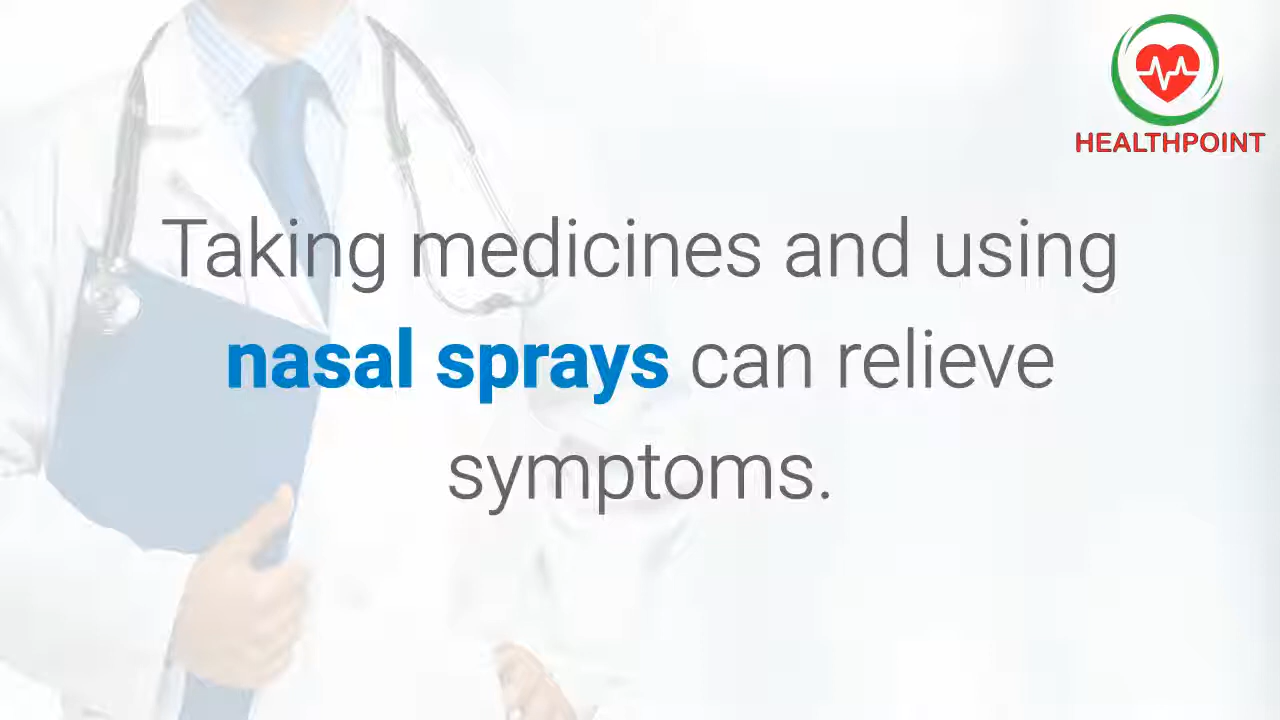 HEALTHPOINT
Taking medicines and using
nasal sprays can relieve
symptoms.